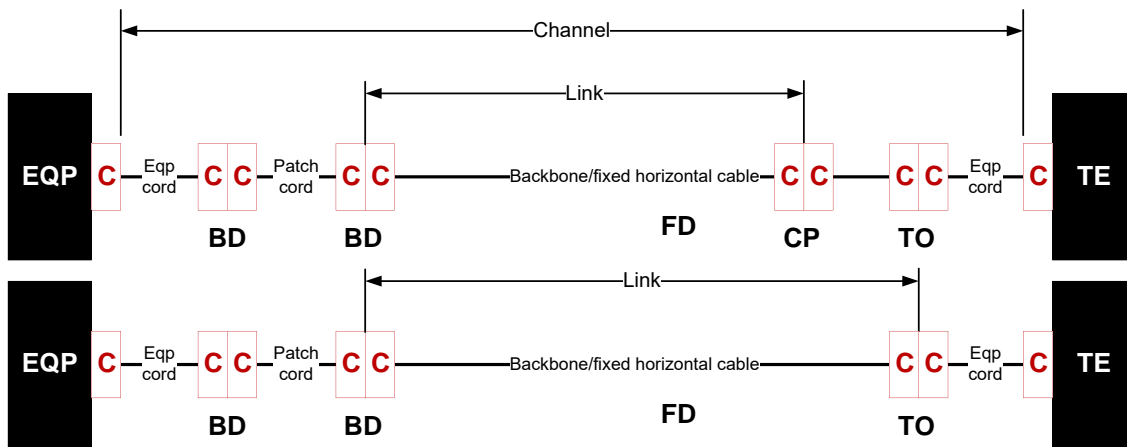 Channel
Link
EQP C Eqp cord C C Patch cord C C Backbone/fixed horizontal cable C C C C Eqp cord C TE
BD BD FD CP TO
Link
EQP C Eqp cord C C Patch cord C C Backbone/fixed horizontal cable C C Eqp cord C TE
BD BD FD TO